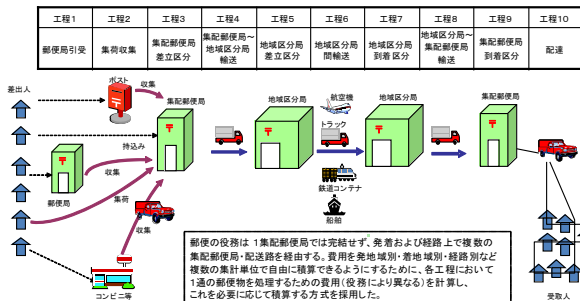 工程1 工程2 工程3 工程4 工程5 工程6 工程7 工程8 工程9 工程10
郵便局引受
集荷収集
集配郵便局
差立区分
集配郵便局～
地域区分局
輸送
地域区分局
差立区分
地域区分局
間輸送
地域区分局
到着区分
地域区分局～
集配郵便局
輸送
集配郵便局
到着区分
配達
差出人
ポスト
収集
集配郵便局
地域区分局
航空機
トラック
地域区分局
集配郵便局
持込み
収集
郵便局
集荷
収集
鉄道コンテナ
船舶
コンビニ等
受取人
郵便の役務は1集配郵便局では完結せず、発着および経路上で複数の
集配郵便局・配送路を経由する。費用を発地域別・着地域別・経路別など
複数の集計単位で自由に積算できるようにするために、各工程において
1通の郵便物を処理するための費用(役務により異なる)を計算し、
これを必要に応じて積算する方式を採用した。